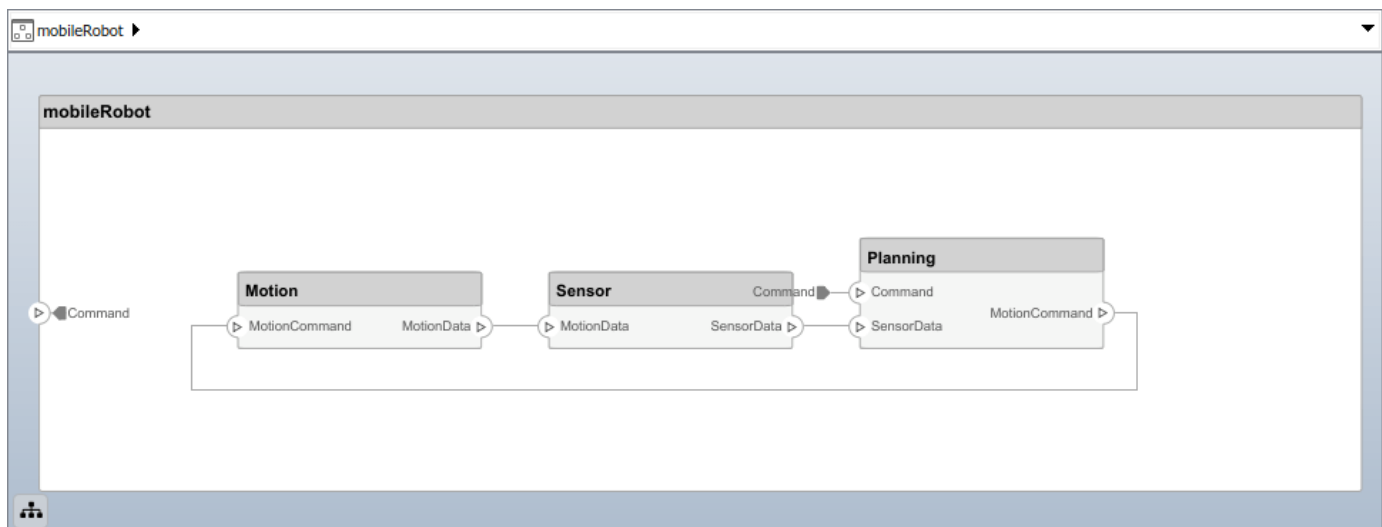 mobileRobot
mobileRobot
Planning
Motion
Sensor
Command
Command
Command
MotionCommand
MotionCommand
MotionData
MotionData
SensorData
SensorData